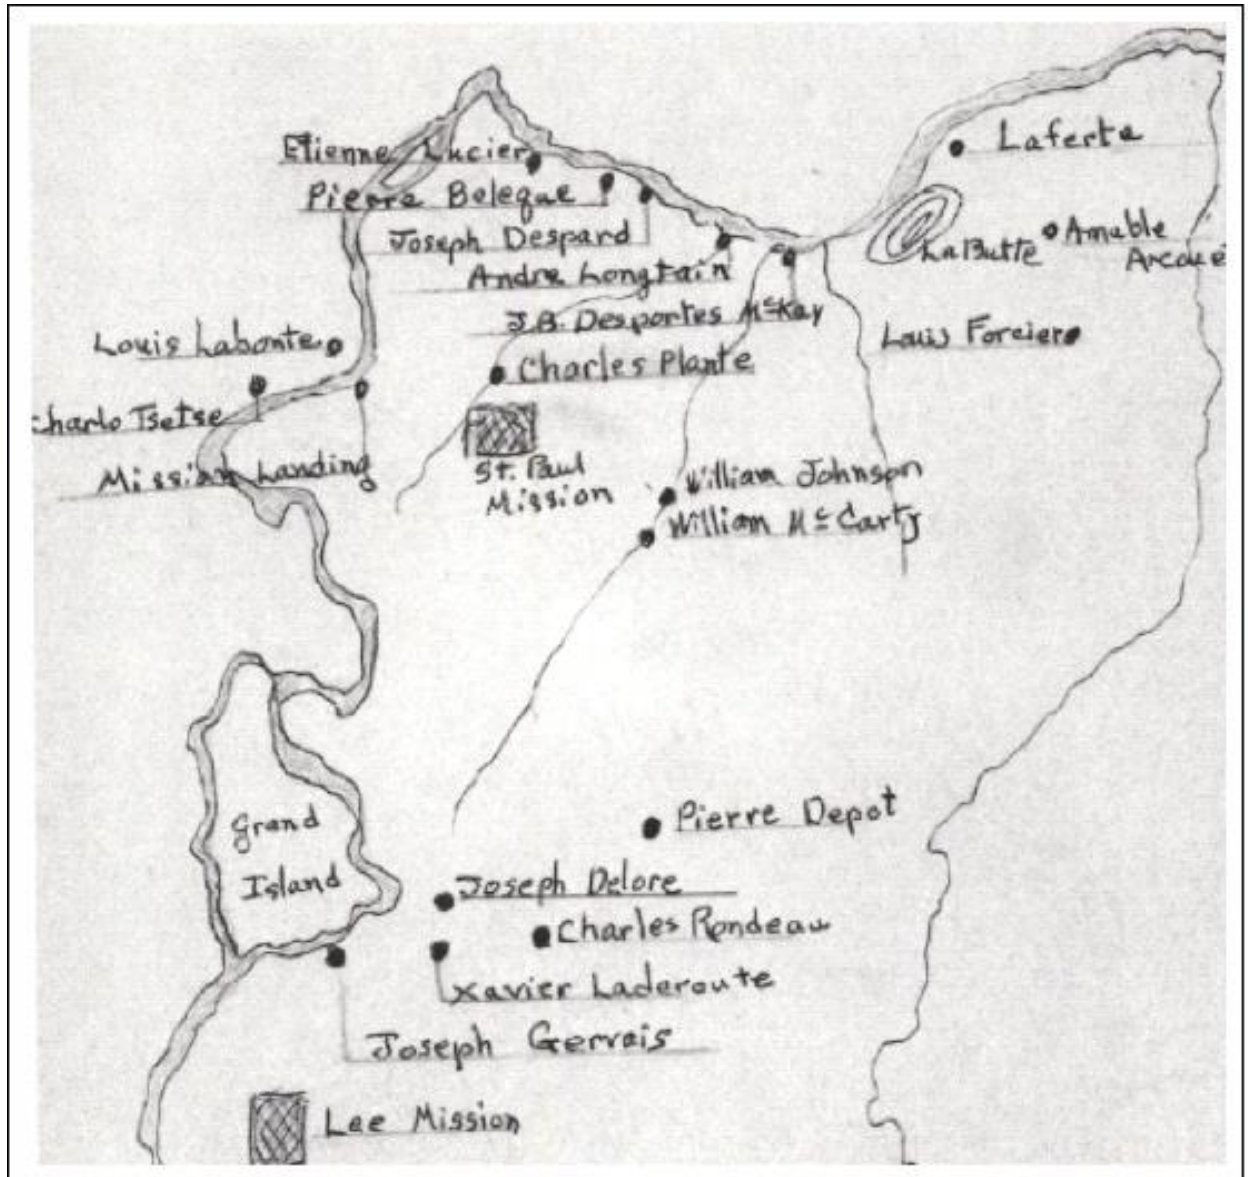 Etienne Lucier
Laferte
Pierre Beleque
Joseph Despard
Amable
Arcoue
LaButte
Andre Longtain
J.B. Desportes McKay
Louis Forcier
Louis Labonte
Charles Plante
Charlo Tsetse
Mission Landing
St. Paul
Mission
William Johnson
William McCarty
Grand
Island
Pierre Depot
Joseph Delore
Charles Rondeau
Xavier Laderoute
Joseph Gervais
Lee Mission